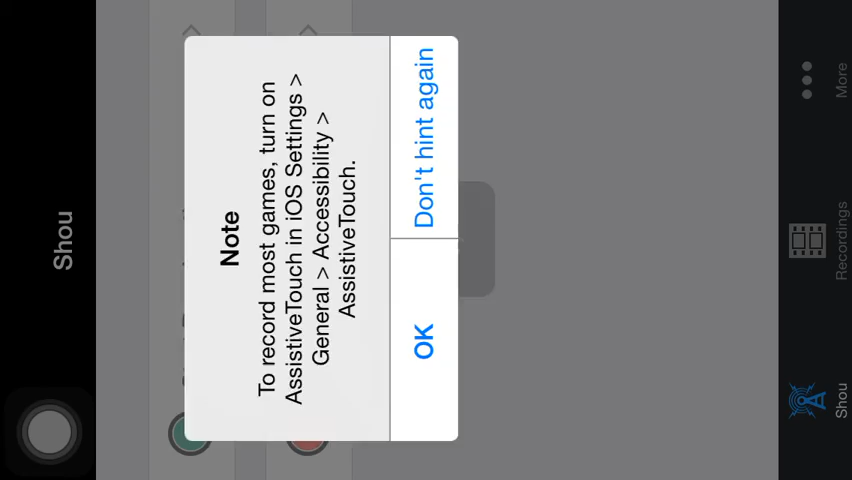 Shou
Note
To record most games, turn on
AssistiveTouch in iOS Settings >
General > Accessibility >
AssistiveTouch.
OK
Don't hint again
Shou
Recordings
More